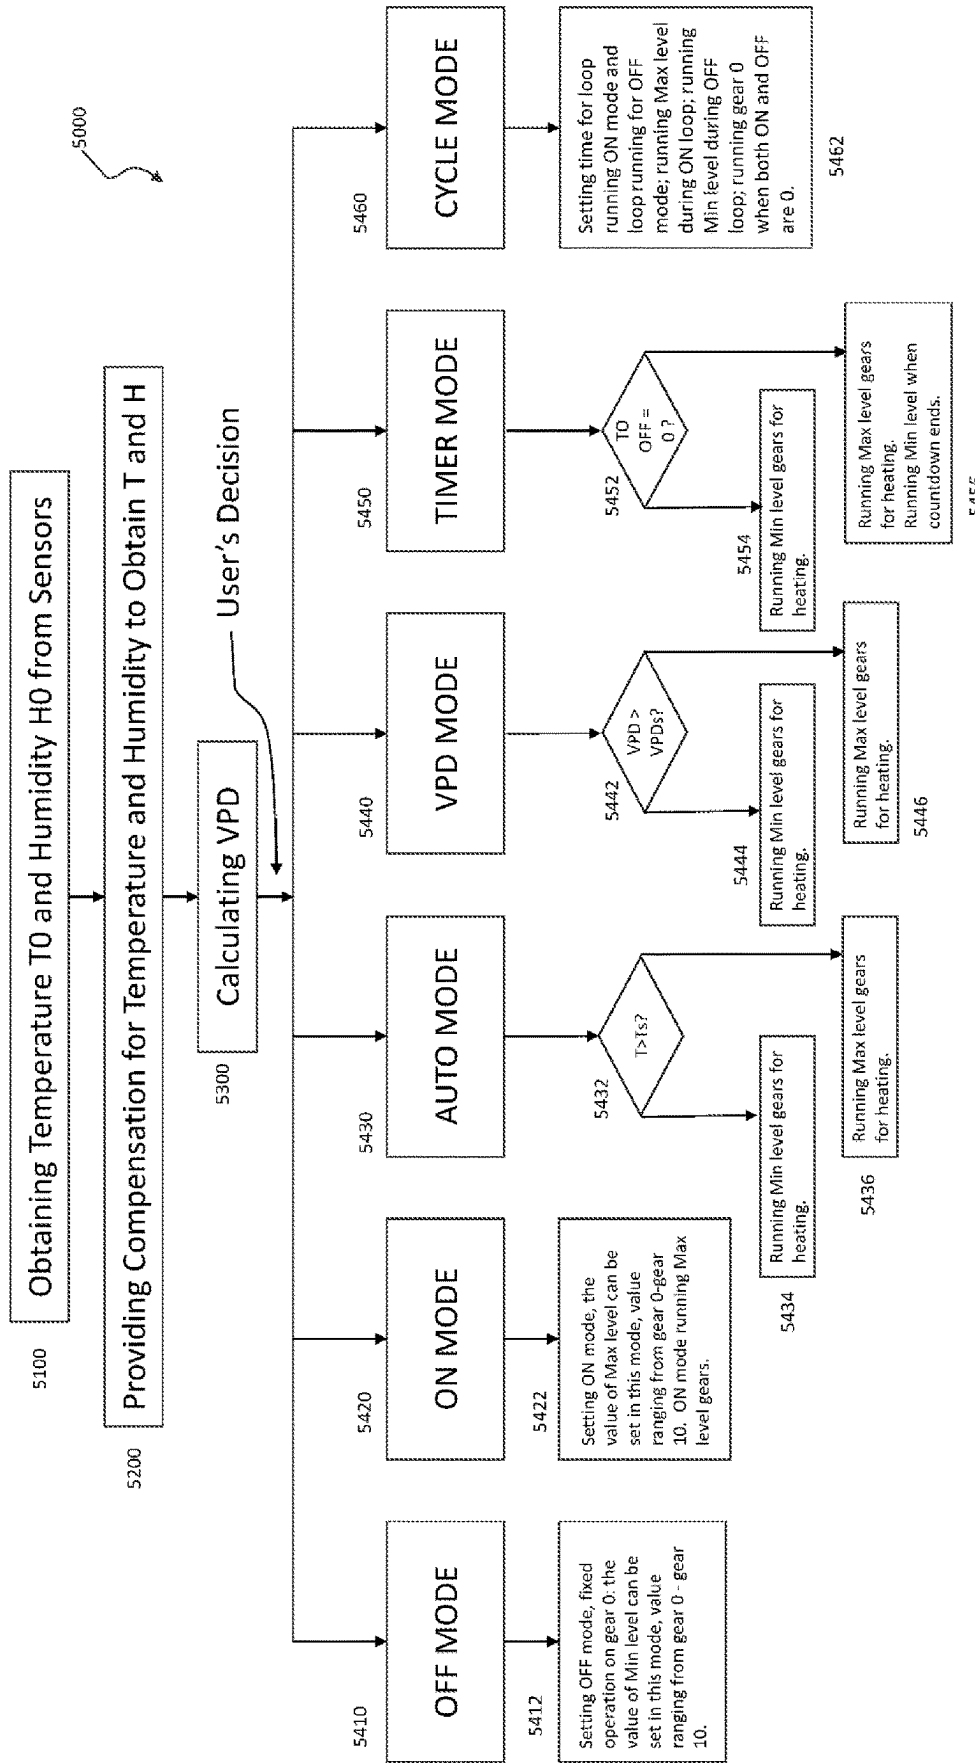 5000
5100
Obtaining Temperature T0 and Humidity H0 from Sensors
5200
Providing Compensation for Temperature and Humidity to Obtain T and H
5300
Calculating VPD
User's Decision
5410
OFF MODE
5412
Setting OFF mode, fixed
operation on gear 0: the
value of Min level can be
set in this mode, value
ranging from gear 0 - gear
10.
5420
ON MODE
5422
Setting ON mode, the
value of Max level can be
set in this mode, value
ranging from gear 0-gear
10. ON mode running Max
level gears.
5430
AUTO MODE
5432
T>Ts?
5434
Running Min level gears for
heating.
5436
Running Max level gears
for heating.
5440
VPD MODE
5442
VPD >
VPDs?
5444
Running Min level gears for
heating.
5446
Running Max level gears
for heating.
5450
TIMER MODE
5452
TO
OFF =
0 ?
5454
Running Min level gears for
heating.
Running Max level gears
for heating.
Running Min level when
countdown ends.
5456
5460
CYCLE MODE
Setting time for loop
running ON mode and
loop running for OFF
mode; running Max level
during ON loop; running
Min level during OFF
loop; running gear 0
when both ON and OFF
are 0.
5462